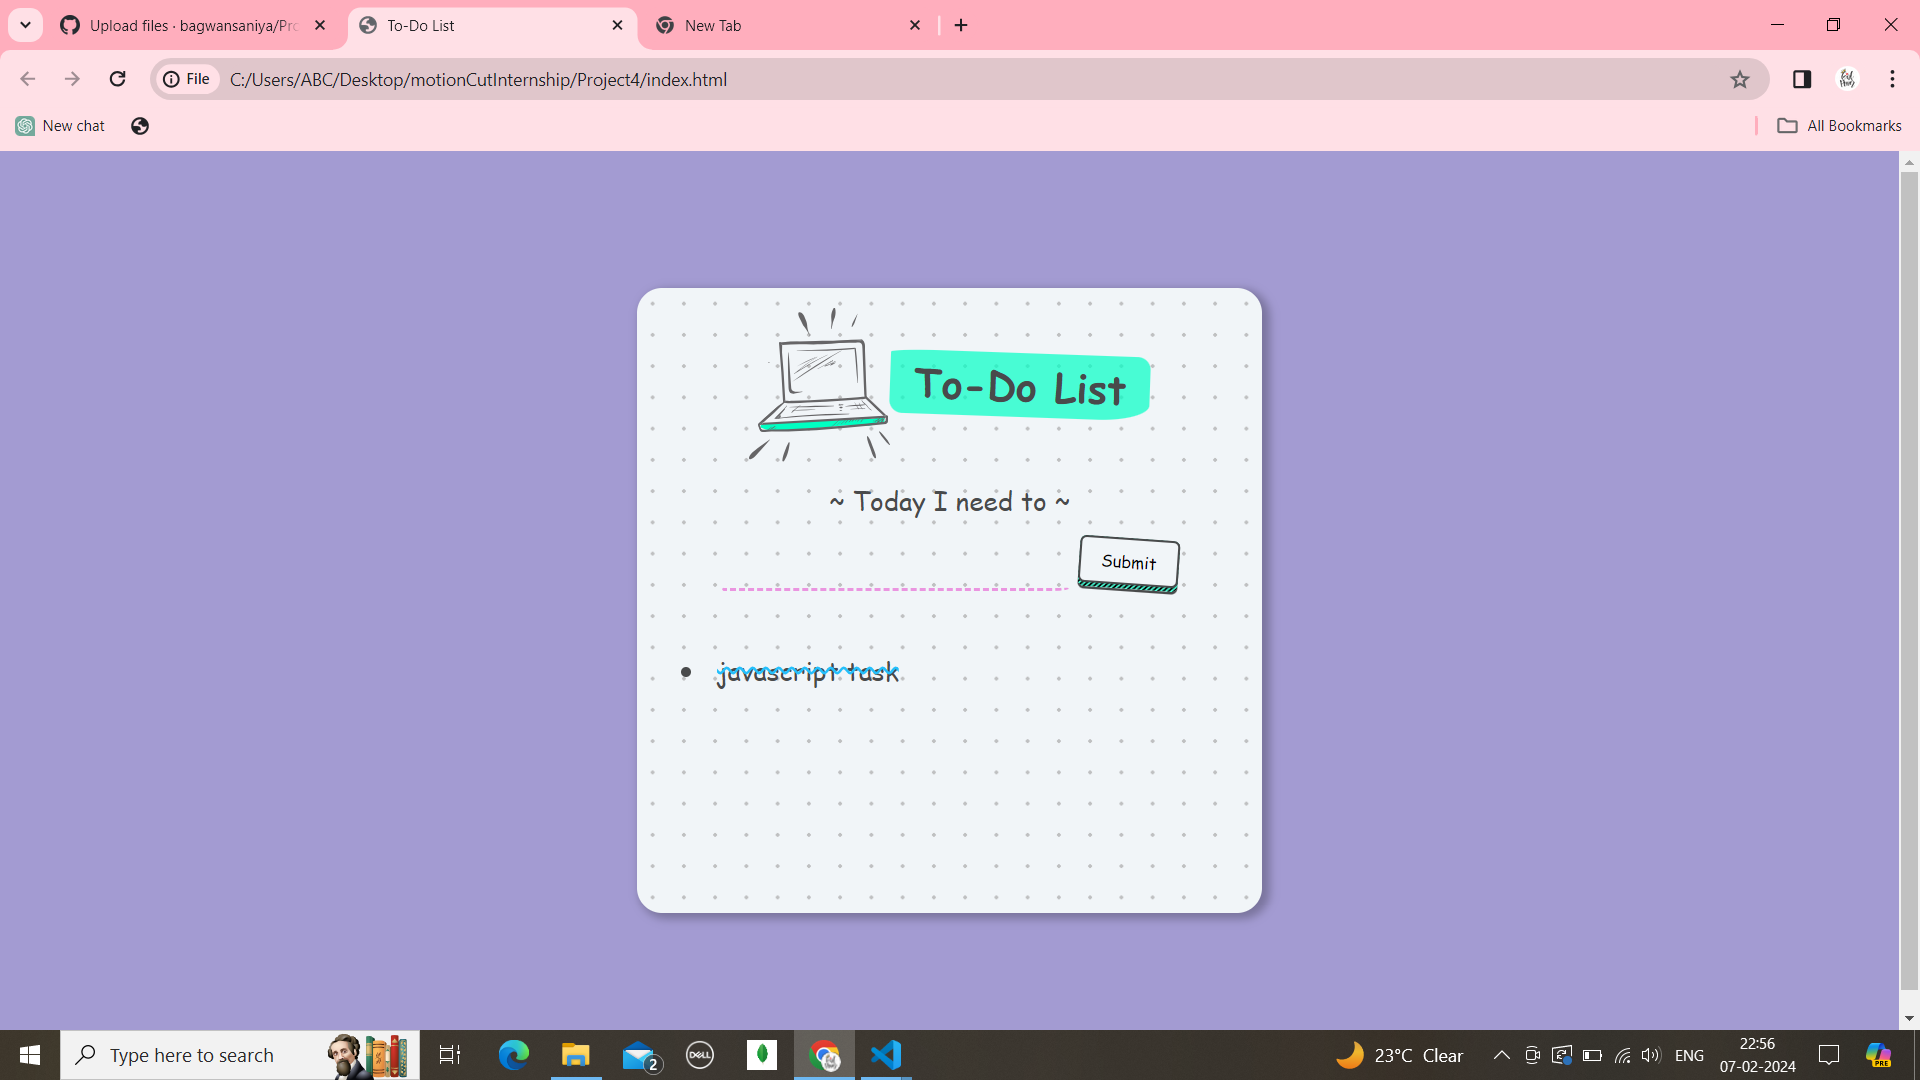 Upload files · bagwansaniya/Pro
To-Do List
New Tab
File
C:/Users/ABC/Desktop/motionCutInternship/Project4/index.html
New chat
All Bookmarks
To-Do List
~ Today I need to ~
Submit
javascript task
Type here to search
2
DELL
23°C Clear
ENG
22:56
07-02-2024
PRE